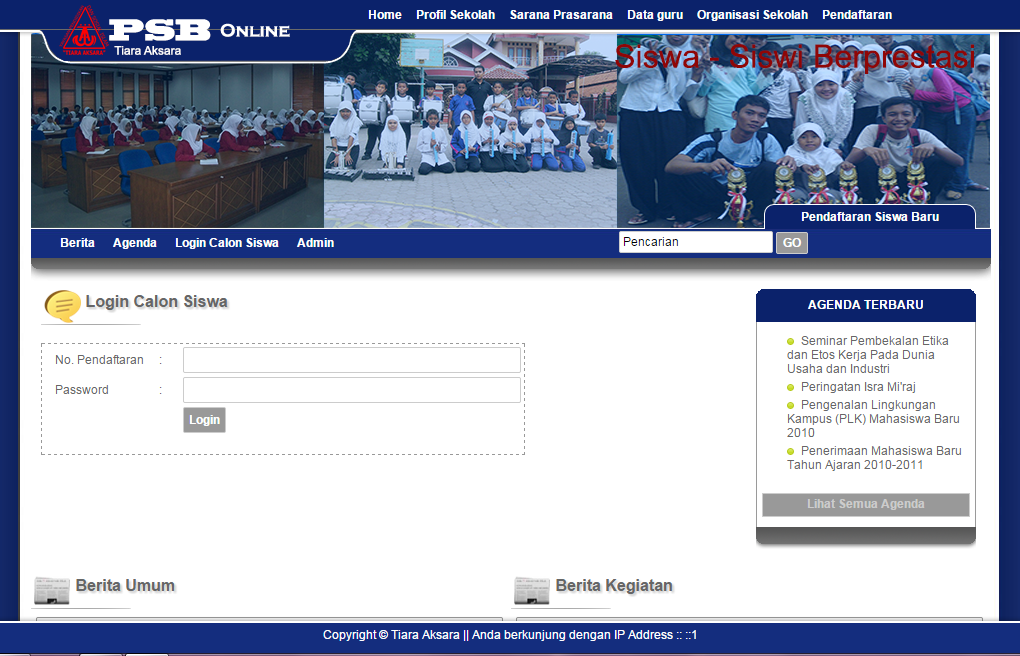 Home Profil Sekolah Sarana Prasarana Data guru Organisasi Sekolah Pendaftaran
PSB ONLINE
Tiara Aksara
TIARA AKSARA
Siswa - Siswi Berprestasi
Pendaftaran Siswa Baru
Berita Agenda Login Calon Siswa Admin
Pencarian GO
Login Calon Siswa
No. Pendaftaran :
Password :
Login
AGENDA TERBARU
Seminar Pembekalan Etika
dan Etos Kerja Pada Dunia
Usaha dan Industri
Peringatan Isra Mi'raj
Pengenalan Lingkungan
Kampus (PLK) Mahasiswa Baru
2010
Penerimaan Mahasiswa Baru
Tahun Ajaran 2010-2011
Lihat Semua Agenda
Berita Umum
Berita Kegiatan
Copyright © Tiara Aksara || Anda berkunjung dengan IP Address :: ::1